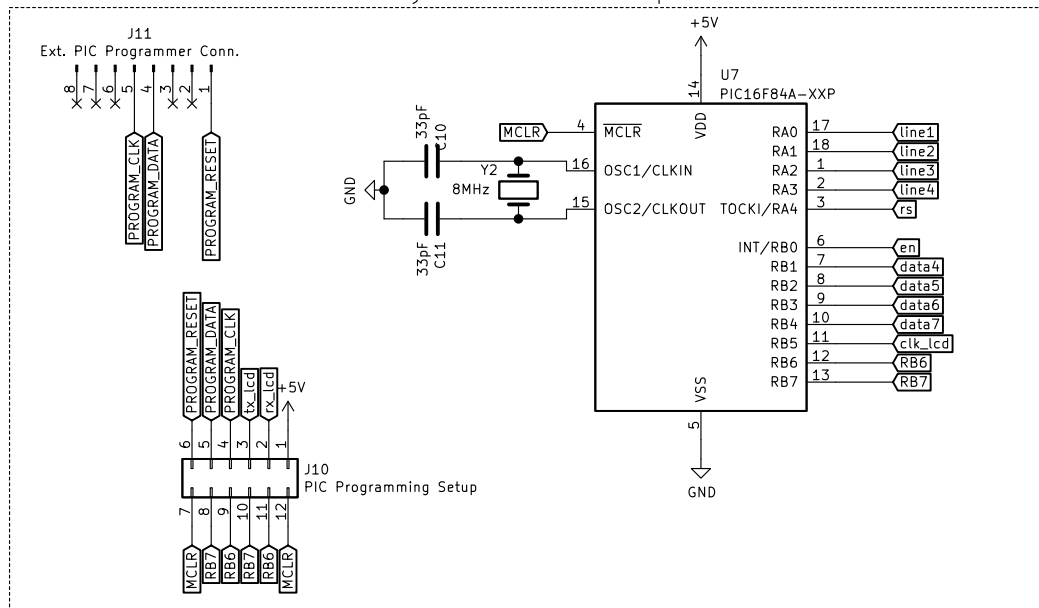 J11
Ext. PIC Programmer Conn.
8
7
6
5
4
3
2
1
PROGRAM_CLK
PROGRAM_DATA
PROGRAM_RESET
PROGRAM_RESET
PROGRAM_DATA
PROGRAM_CLK
tx_lcd
rx_lcd
+5V
6
5
4
3
2
1
J10
PIC Programming Setup
7
8
9
10
11
12
MCLR
RB7
RB6
RB7
RB6
MCLR
GND
33pF
C10
33pF
C11
Y2
8MHz
+5V
14
U7
PIC16F84A-XXP
VDD
MCLR
4
MCLR
16
OSC1/CLKIN
15
OSC2/CLKOUT
RA0 17 line1
RA1 18 line2
RA2 1 line3
RA3 2 line4
TOCKI/RA4 3 rs
INT/RB0 6 en
RB1 7 data4
RB2 8 data5
RB3 9 data6
RB4 10 data7
RB5 11 clk_lcd
RB6 12 RB6
RB7 13 RB7
VSS
5
GND